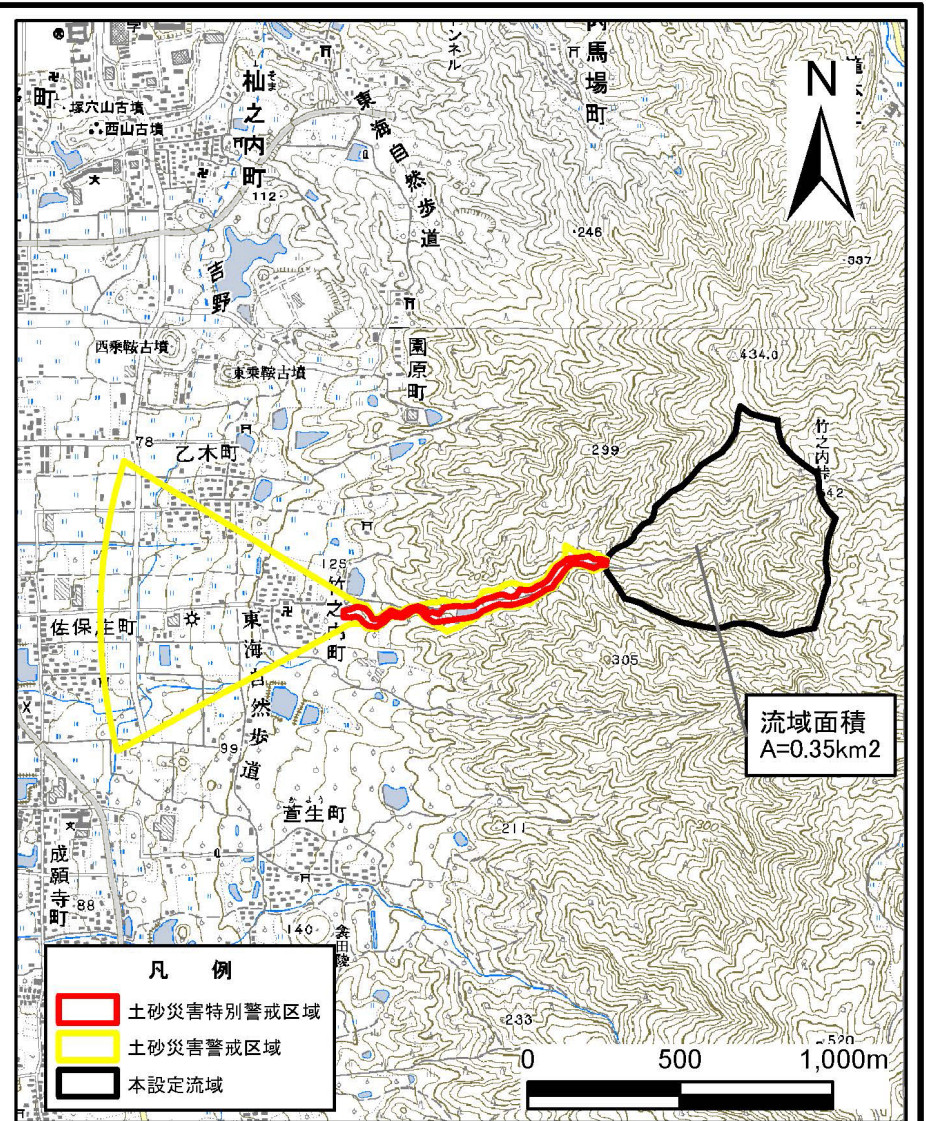 杣之内町
そま
町
塚穴山古墳
西山古墳
東海自然歩道
馬場町
N
112
246
337
吉野
園原町
西乗鞍古墳
東乗鞍古墳
434.0
78
乙木町
299
竹之内峠
125
竹之内町
佐保庄町
東海自然歩道
305
流域面積
A=0.35km2
99
萱生町
211
成願寺町
88
140
233
520
凡 例
土砂災害特別警戒区域
土砂災害警戒区域
本設定流域
0 500 1,000m